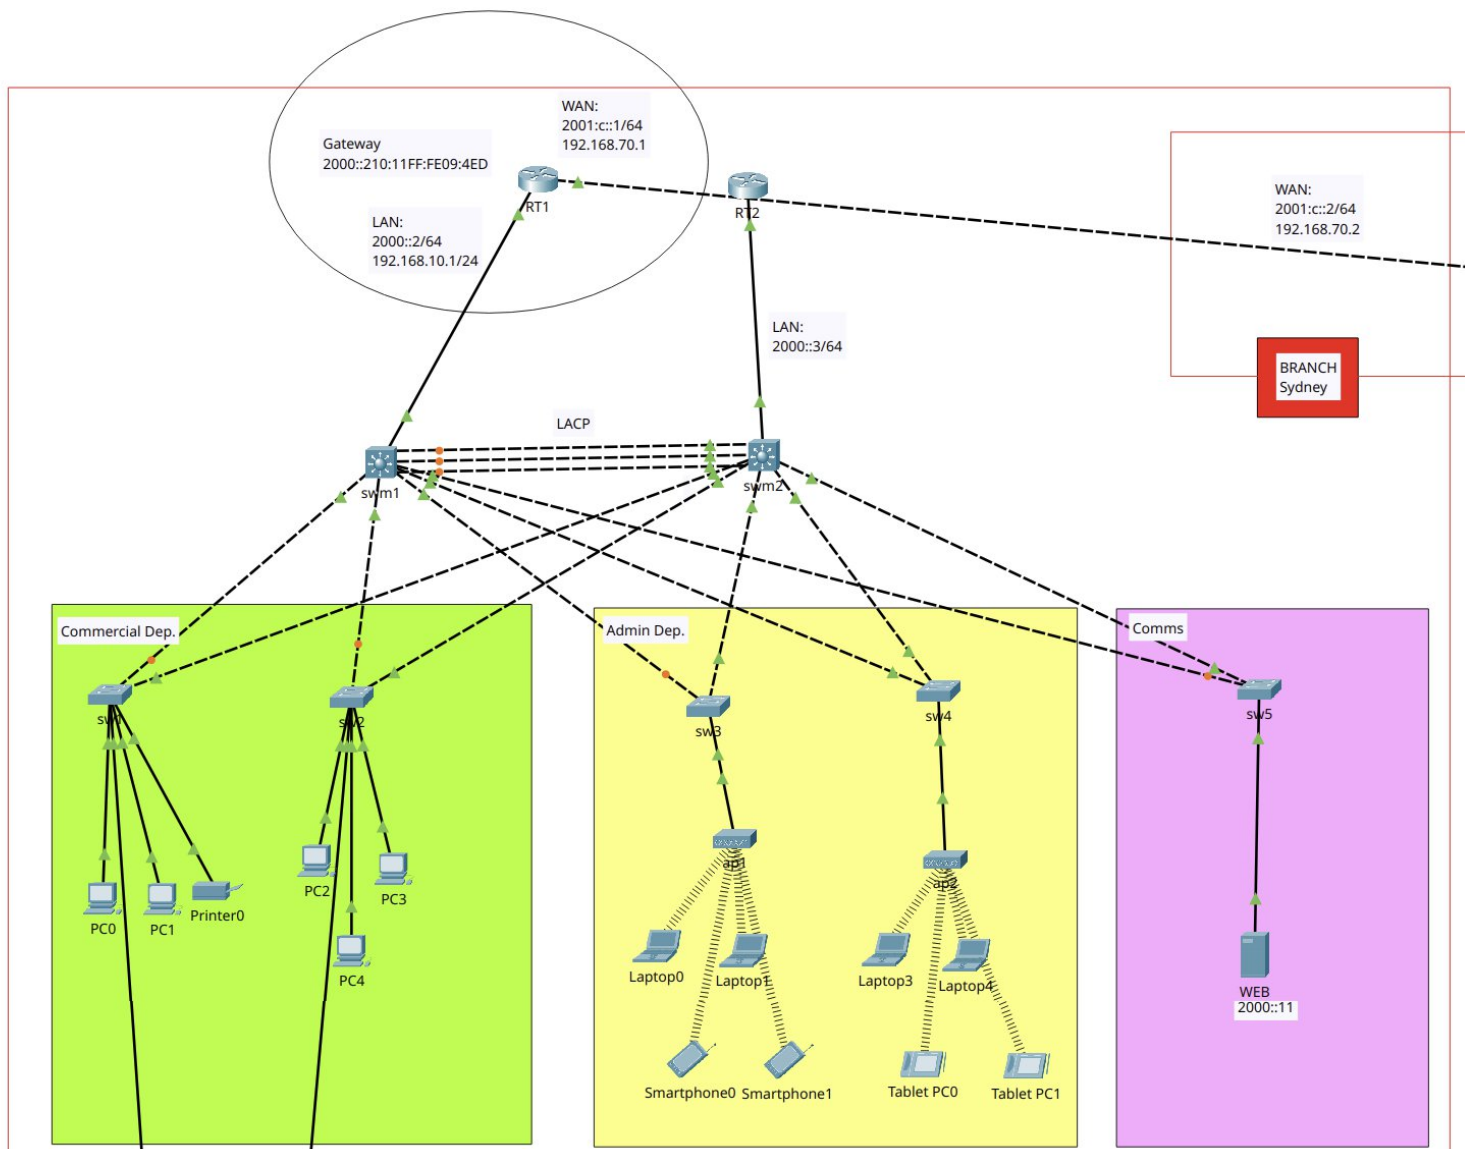 WAN:
2001:c::1/64
192.168.70.1
Gateway
2000::210:11FF:FE09:4ED
RT1
RT2
WAN:
2001:c::2/64
192.168.70.2
LAN:
2000::2/64
192.168.10.1/24
LAN:
2000::3/64
BRANCH
Sydney
LACP
swm1
swm2
Commercial Dep.
Admin Dep.
Comms
sw1
sw2
sw3
sw4
sw5
ap1
ap2
PC0
PC1
Printer0
PC2
PC3
PC4
Laptop0
Laptop1
Laptop3
Laptop4
WEB
2000::11
Smartphone0
Smartphone1
Tablet PC0
Tablet PC1